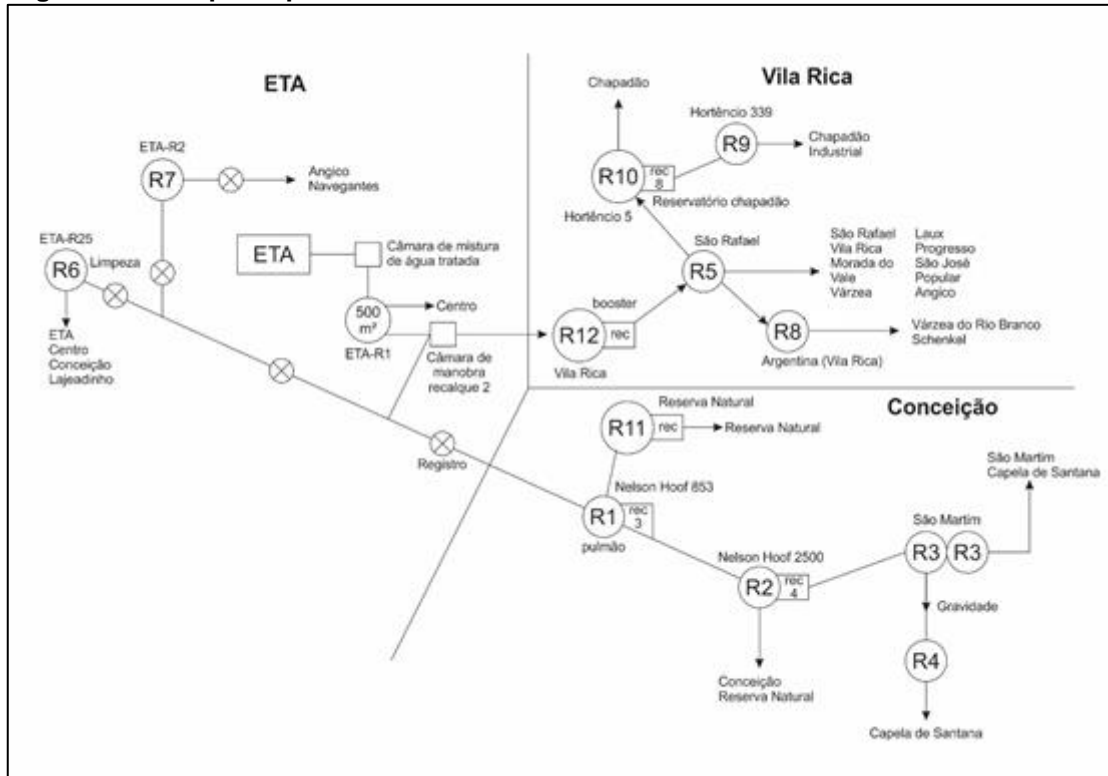 ETA
ETA-R2
R7
Angico
Navegantes
ETA-R25
R6
Limpeza
ETA
Centro
Conceição
Lajeadinho
ETA
Câmara de mistura
de água tratada
500
m³
Centro
ETA-R1
Câmara de
manobra
recalque 2
Registro
Vila Rica
Chapadão
Hortêncio 339
R9
Chapadão
Industrial
R10
rec
8
Reservatório chapadão
Hortêncio 5
São Rafael
R5
São Rafael
Vila Rica
Morada do
Vale
Várzea
Laux
Progresso
São José
Popular
Angico
booster
R12
rec
Vila Rica
R8
Várzea do Rio Branco
Schenkel
Argentina (Vila Rica)
Conceição
Reserva Natural
R11
rec
Reserva Natural
Nelson Hoof 853
R1
rec
3
pulmão
Nelson Hoof 2500
R2
rec
4
Conceição
Reserva Natural
São Martim
Capela de Santana
São Martim
R3
R3
Gravidade
R4
Capela de Santana